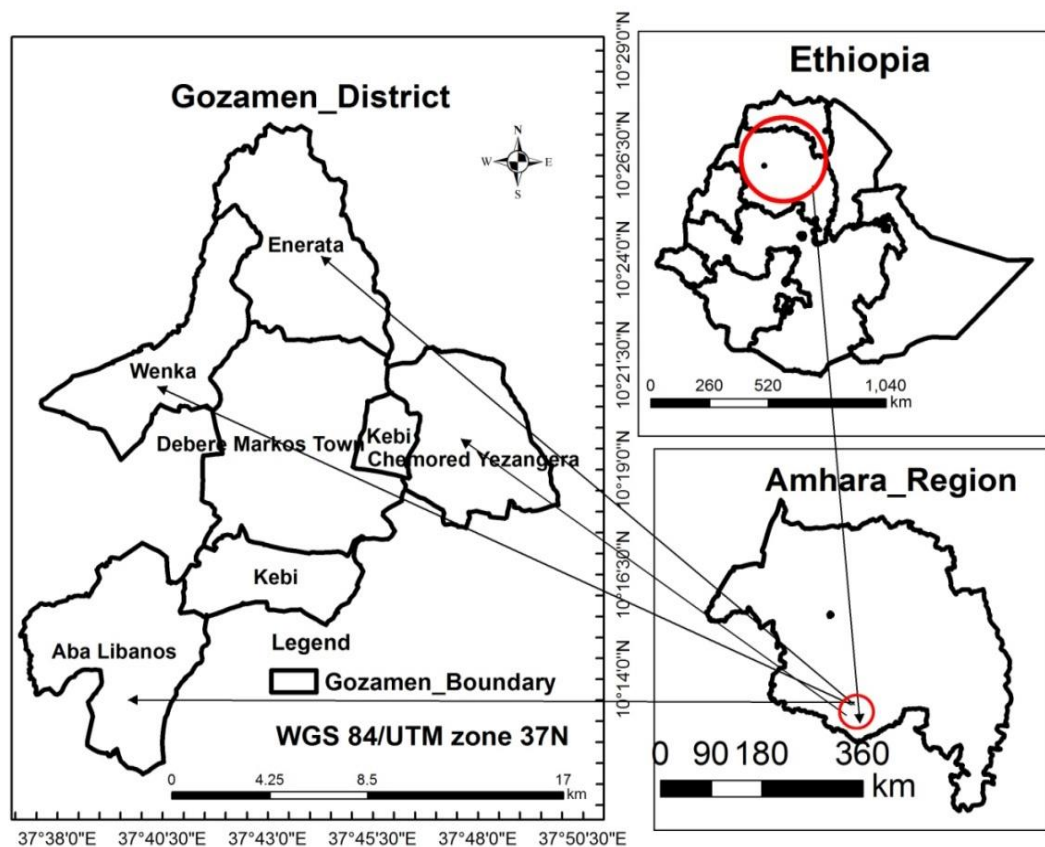 Gozamen_District
N
W
E
S
Enerata
Wenka
Debere Markos Town
Kebi
Chemored Yezangera
Kebi
Aba Libanos
Legend
Gozamen_Boundary
WGS 84/UTM zone 37N
0 4.25 8.5 17
km
37°38'0"E 37°40'30"E 37°43'0"E 37°45'30"E 37°48'0"E 37°50'30"E
10°29'0"N
10°26'30"N
10°24'0"N
10°21'30"N
10°19'0"N
10°16'30"N
10°14'0"N
Ethiopia
0 260 520 1,040
km
Amhara_Region
0 90 180 360
km